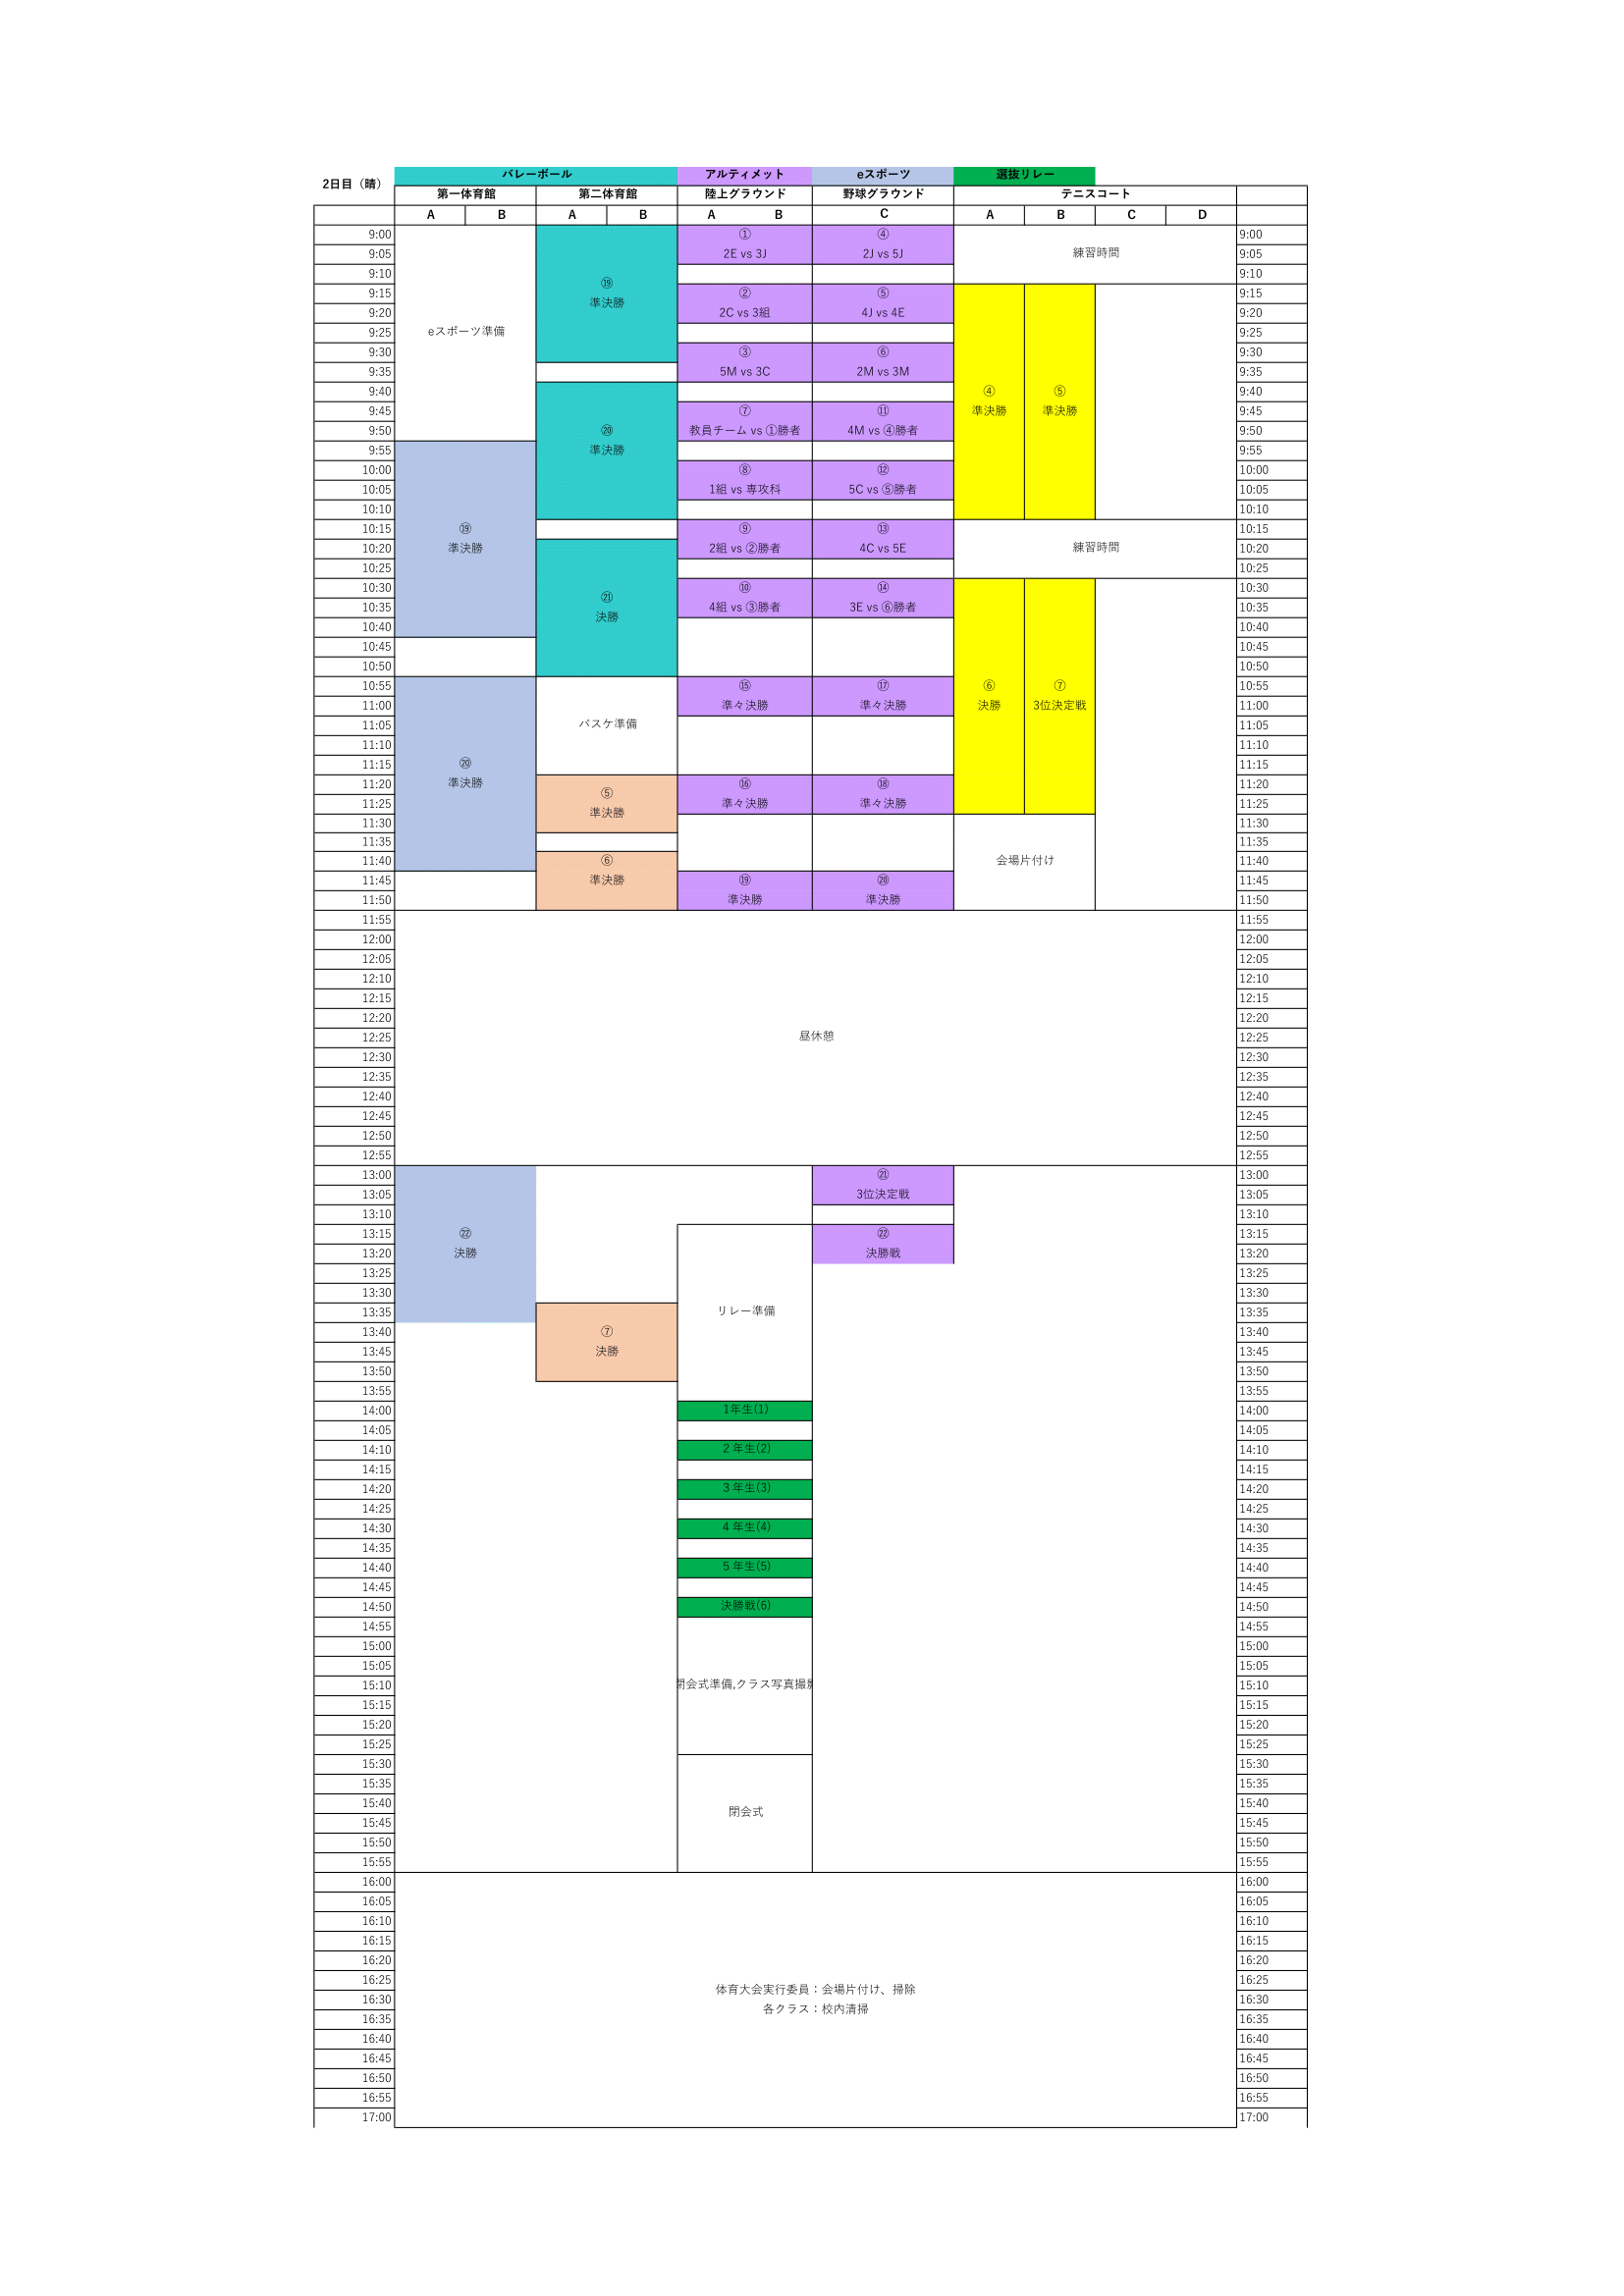 2日目（晴）
バレーボール アルティメット eスポーツ 選抜リレー
第一体育館 第二体育館 陸上グラウンド 野球グラウンド テニスコート
A B A B A B C A B C D
9:00 ① ④ 9:00
9:05 2E vs 3J 2J vs 5J 練習時間 9:05
9:10 9:10
9:15 ⑲ ② ⑤ 9:15
9:20 準決勝 2C vs 3組 4J vs 4E 9:20
9:25 eスポーツ準備 9:25
9:30 ③ ⑥ 9:30
9:35 5M vs 3C 2M vs 3M 9:35
9:40 ④ ⑤ 9:40
9:45 ⑦ ⑪ 準決勝 準決勝 9:45
9:50 ⑳ 教員チーム vs ①勝者 4M vs ④勝者 9:50
9:55 準決勝 9:55
10:00 ⑧ ⑫ 10:00
10:05 1組 vs 専攻科 5C vs ⑤勝者 10:05
10:10 10:10
10:15 ⑲ ⑨ ⑬ 10:15
10:20 準決勝 2組 vs ②勝者 4C vs 5E 練習時間 10:20
10:25 10:25
10:30 ㉑ ⑩ ⑭ 10:30
10:35 決勝 4組 vs ③勝者 3E vs ⑥勝者 10:35
10:40 10:40
10:45 10:45
10:50 10:50
10:55 ⑮ ⑰ ⑥ ⑦ 10:55
11:00 準々決勝 準々決勝 決勝 3位決定戦 11:00
11:05 バスケ準備 11:05
11:10 11:10
11:15 ⑳ 11:15
11:20 準決勝 ⑤ ⑯ ⑱ 11:20
11:25 準決勝 準々決勝 準々決勝 11:25
11:30 11:30
11:35 11:35
11:40 ⑥ 会場片付け 11:40
11:45 準決勝 ⑲ ⑳ 11:45
11:50 準決勝 準決勝 11:50
11:55 11:55
12:00 12:00
12:05 12:05
12:10 12:10
12:15 12:15
12:20 12:20
12:25 昼休憩 12:25
12:30 12:30
12:35 12:35
12:40 12:40
12:45 12:45
12:50 12:50
12:55 12:55
13:00 ㉑ 13:00
13:05 3位決定戦 13:05
13:10 13:10
13:15 ㉒ ㉒ 13:15
13:20 決勝 決勝戦 13:20
13:25 13:25
13:30 13:30
13:35 リレー準備 13:35
13:40 ⑦ 13:40
13:45 決勝 13:45
13:50 13:50
13:55 13:55
14:00 1年生(1) 14:00
14:05 14:05
14:10 2 年生(2) 14:10
14:15 14:15
14:20 3 年生(3) 14:20
14:25 14:25
14:30 4 年生(4) 14:30
14:35 14:35
14:40 5 年生(5) 14:40
14:45 14:45
14:50 決勝戦(6) 14:50
14:55 14:55
15:00 15:00
15:05 15:05
15:10 閉会式準備,クラス写真撮影 15:10
15:15 15:15
15:20 15:20
15:25 15:25
15:30 15:30
15:35 15:35
15:40 閉会式 15:40
15:45 15:45
15:50 15:50
15:55 15:55
16:00 16:00
16:05 16:05
16:10 16:10
16:15 16:15
16:20 16:20
16:25 体育大会実行委員：会場片付け、掃除 16:25
16:30 各クラス：校内清掃 16:30
16:35 16:35
16:40 16:40
16:45 16:45
16:50 16:50
16:55 16:55
17:00 17:00